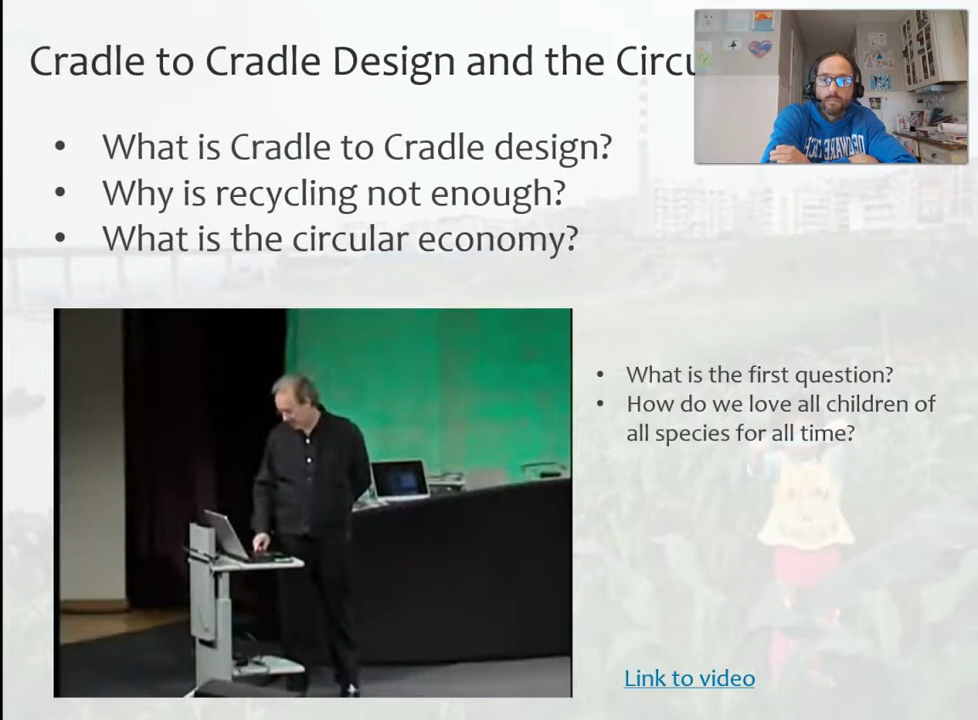 Cradle to Cradle Design and the Circu
• What is Cradle to Cradle design?
• Why is recycling not enough?
• What is the circular economy?
• What is the first question?
• How do we love all children of
all species for all time?
Link to video